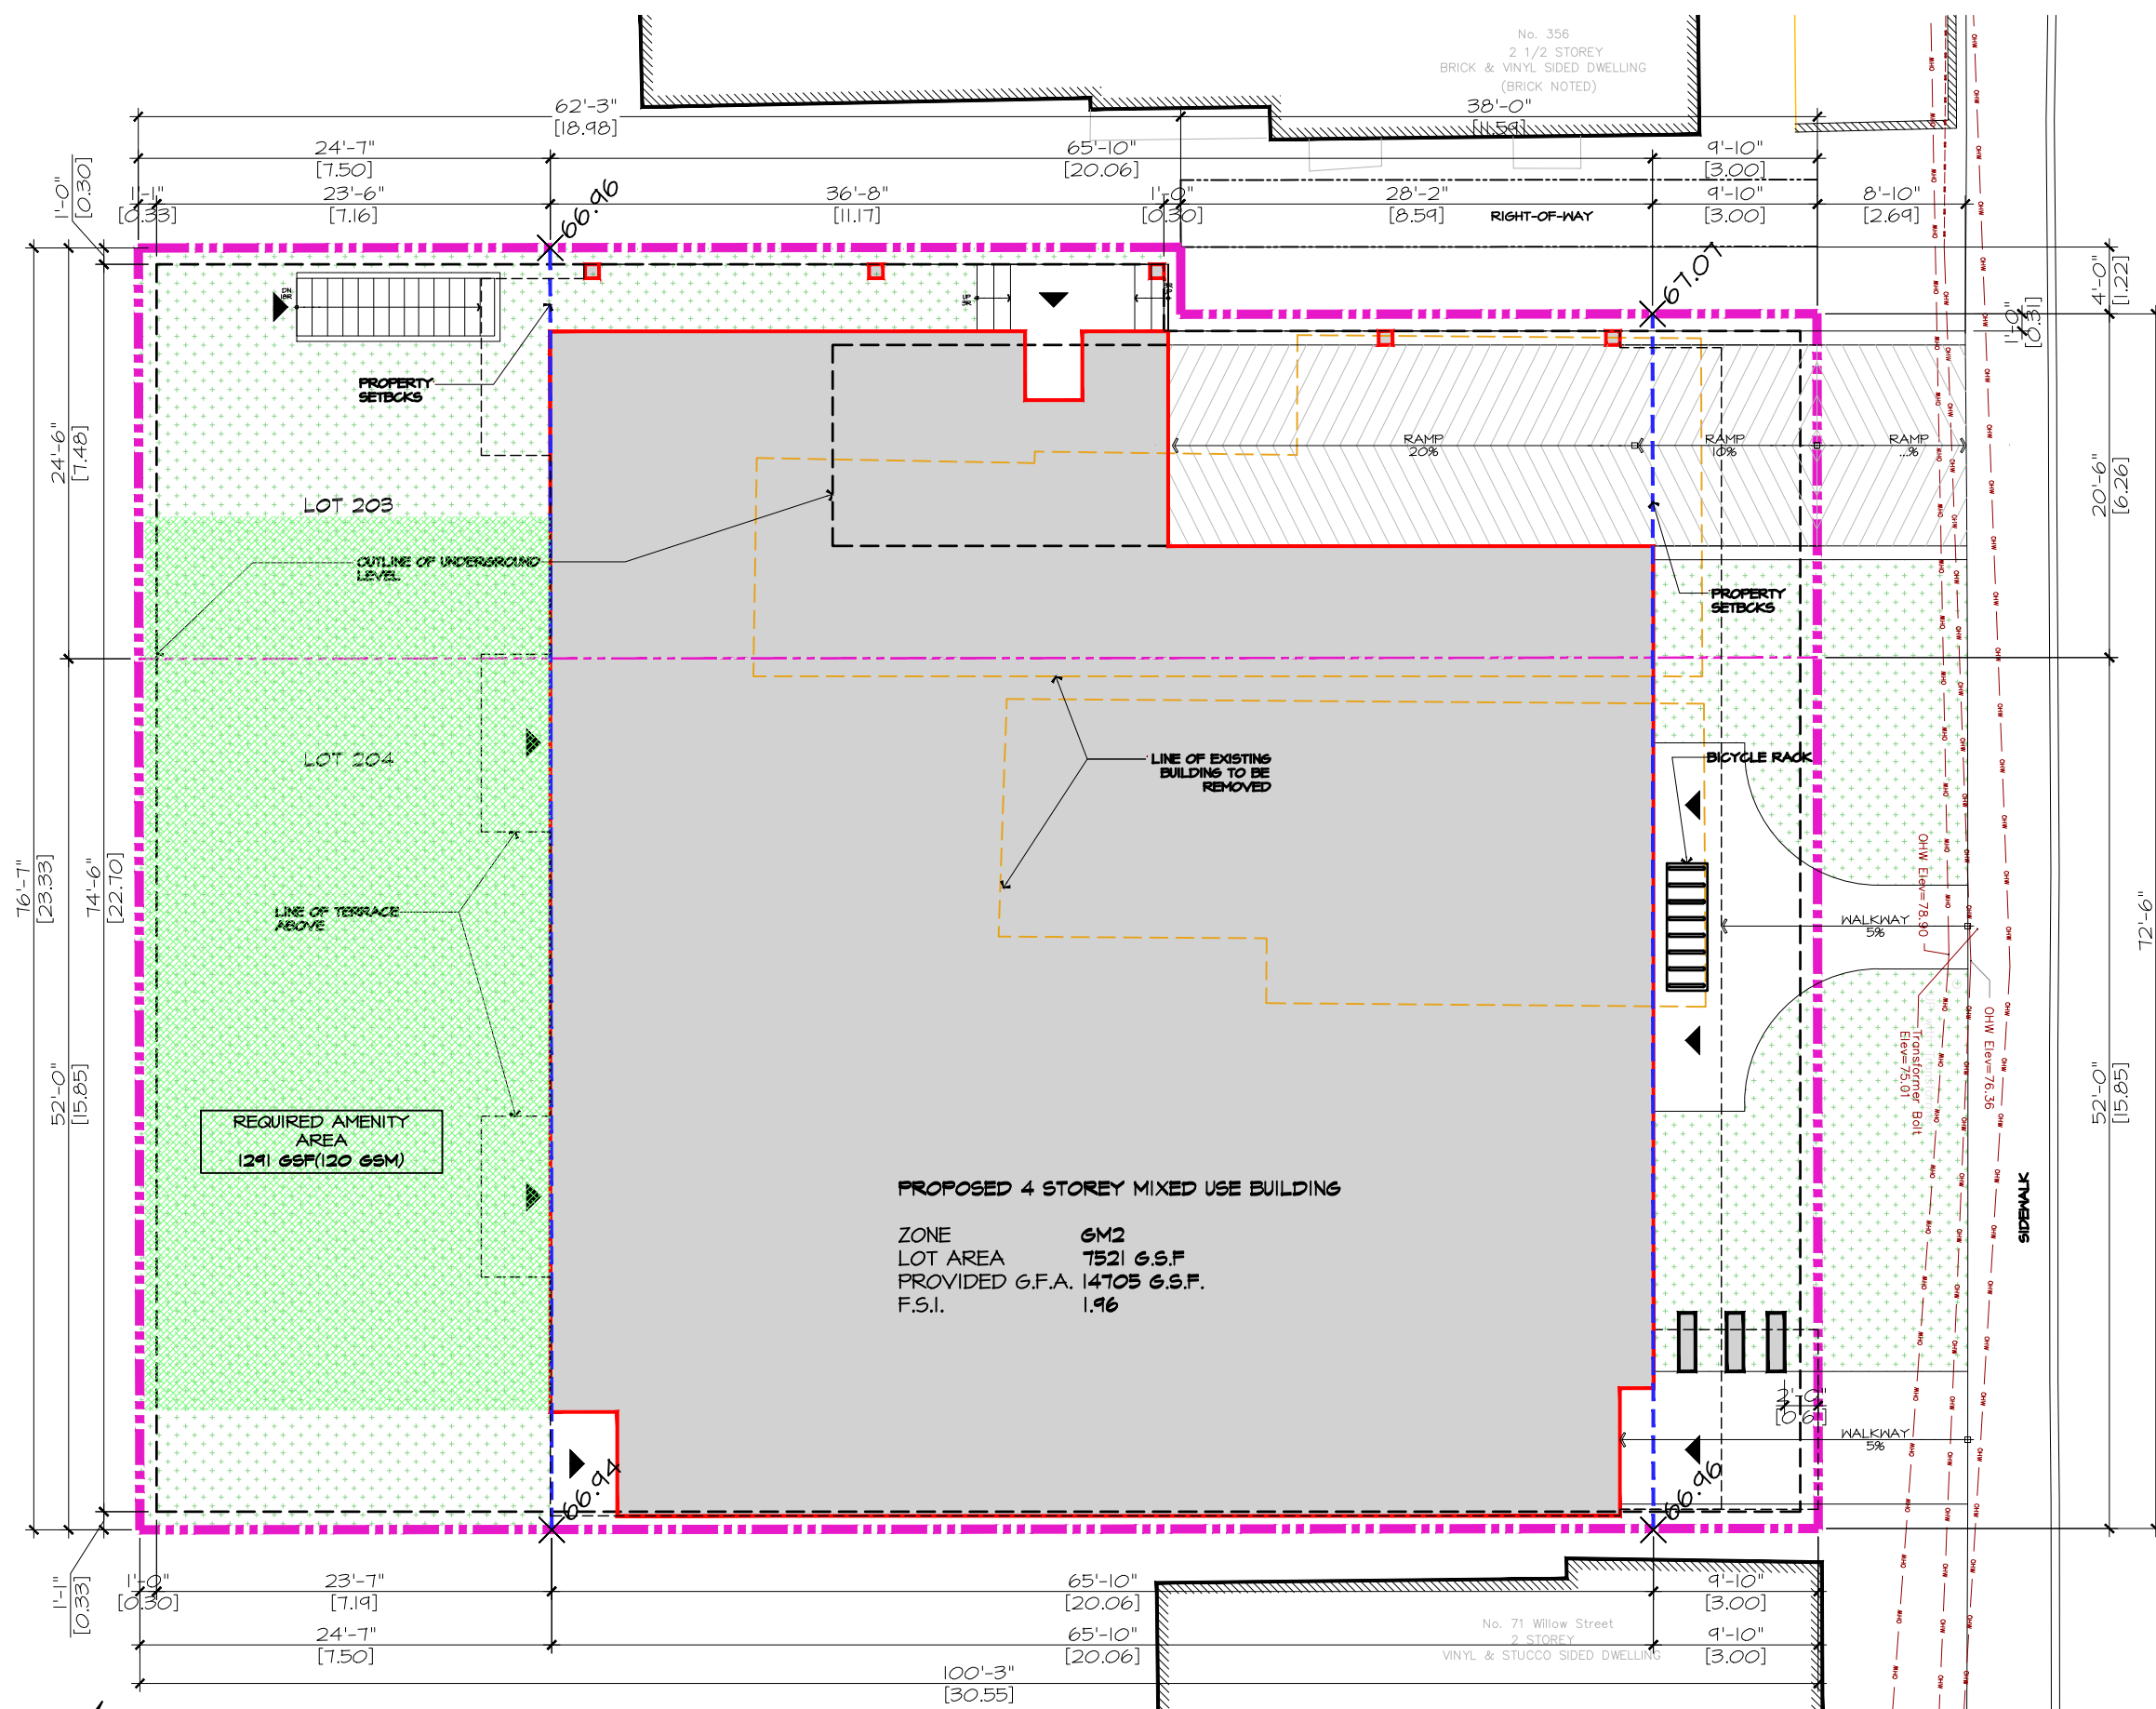 No. 356
2 1/2 STOREY
BRICK & VINYL SIDED DWELLING
(BRICK NOTED)
62'-3"
[18.98]
38'-0"
[11.59]
24'-7"
[7.50]
65'-10"
[20.06]
9'-10"
[3.00]
1'-0"
[0.30]
1'-1"
[0.33]
23'-6"
[7.16]
36'-8"
[11.17]
1'-0"
[0.30]
28'-2"
[8.59]
RIGHT-OF-WAY
9'-10"
[3.00]
8'-10"
[2.69]
66.96
67.07
4'-0"
[1.22]
1'-0"
[0.31]
DN
18R
UP
PROPERTY
SETBCKS
24'-6"
[7.48]
RAMP
20%
RAMP
10%
RAMP
...%
20'-6"
[6.26]
LOT 203
OUTLINE OF UNDERGROUND
LEVEL
PROPERTY
SETBCKS
LOT 204
LINE OF EXISTING
BUILDING TO BE
REMOVED
BICYCLE RACK
76'-7"
[23.33]
74'-6"
[22.70]
LINE OF TERRACE
ABOVE
WALKWAY
5%
OHW Elev=78.90
OHW Elev=76.36
Transformer Bolt
Elev=75.01
72'-6"
52'-0"
[15.85]
52'-0"
[15.85]
REQUIRED AMENITY
AREA
1291 GSF(120 GSM)
PROPOSED 4 STOREY MIXED USE BUILDING
ZONE GM2
LOT AREA 7521 G.S.F
PROVIDED G.F.A. 14705 G.S.F.
F.S.I. 1.96
SIDEWALK
2'-0"
[0.6]
WALKWAY
5%
66.94
66.96
1'-1"
[0.33]
1'-0"
[0.30]
23'-7"
[7.19]
65'-10"
[20.06]
9'-10"
[3.00]
24'-7"
[7.50]
65'-10"
[20.06]
9'-10"
[3.00]
No. 71 Willow Street
2 STOREY
VINYL & STUCCO SIDED DWELLING
100'-3"
[30.55]
OHW